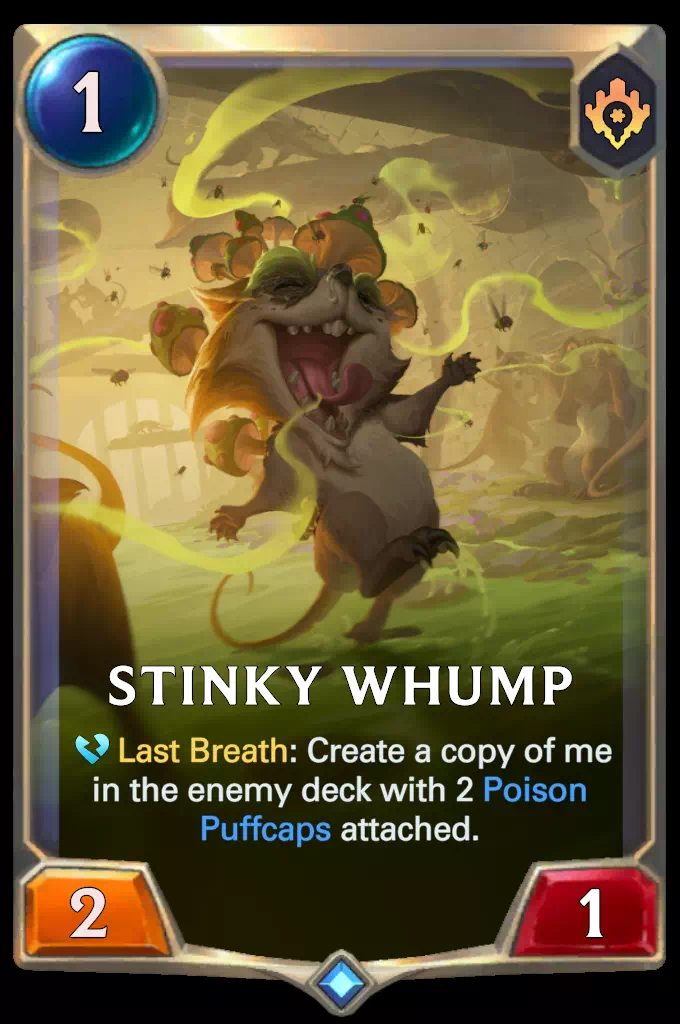 1
STINKY WHUMP
Last Breath: Create a copy of me
in the enemy deck with 2 Poison
Puffcaps attached.
2
1